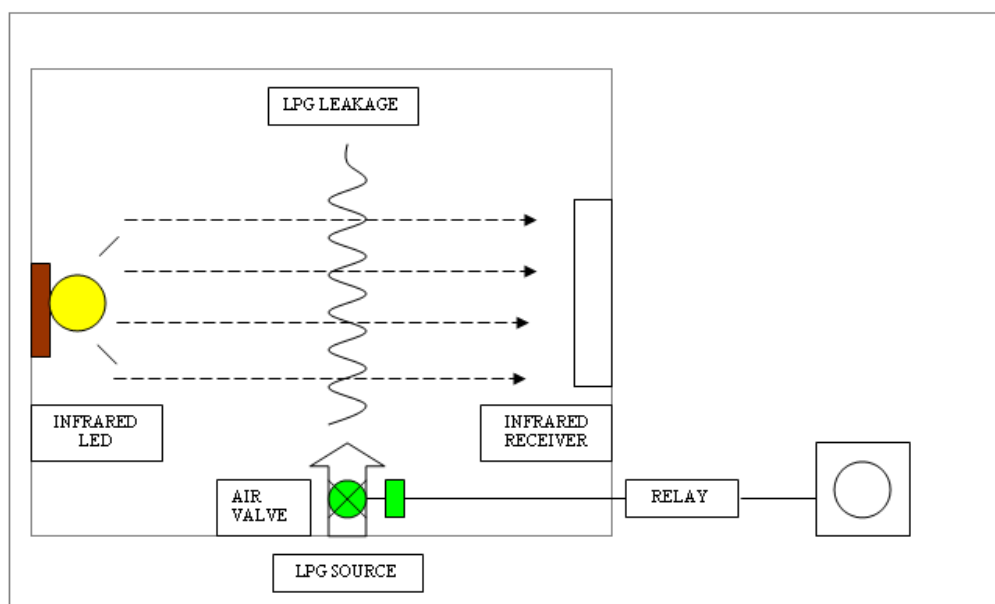 LPG LEAKAGE
INFRARED
LED
INFRARED
RECEIVER
AIR
VALVE
RELAY
LPG SOURCE